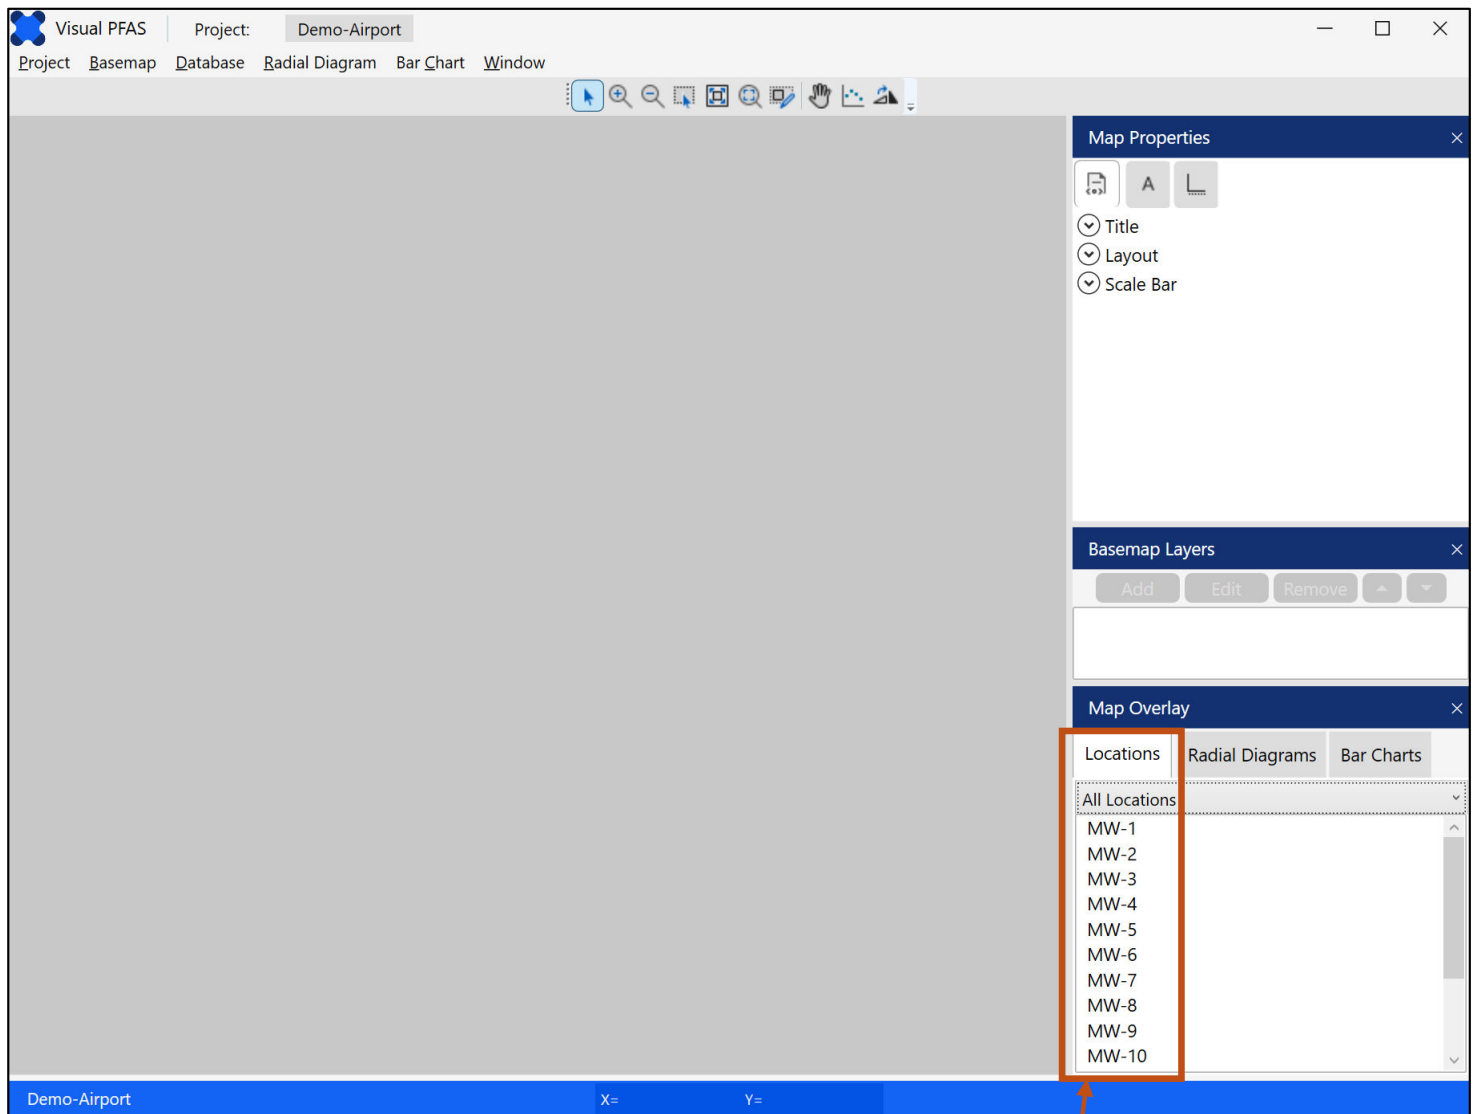 Visual PFAS Project: Demo-Airport
Project Basemap Database Radial Diagram Bar Chart Window
Map Properties
A
Title
Layout
Scale Bar
Basemap Layers
Add Edit Remove
Map Overlay
Locations Radial Diagrams Bar Charts
All Locations
MW-1
MW-2
MW-3
MW-4
MW-5
MW-6
MW-7
MW-8
MW-9
MW-10
Demo-Airport X= Y=